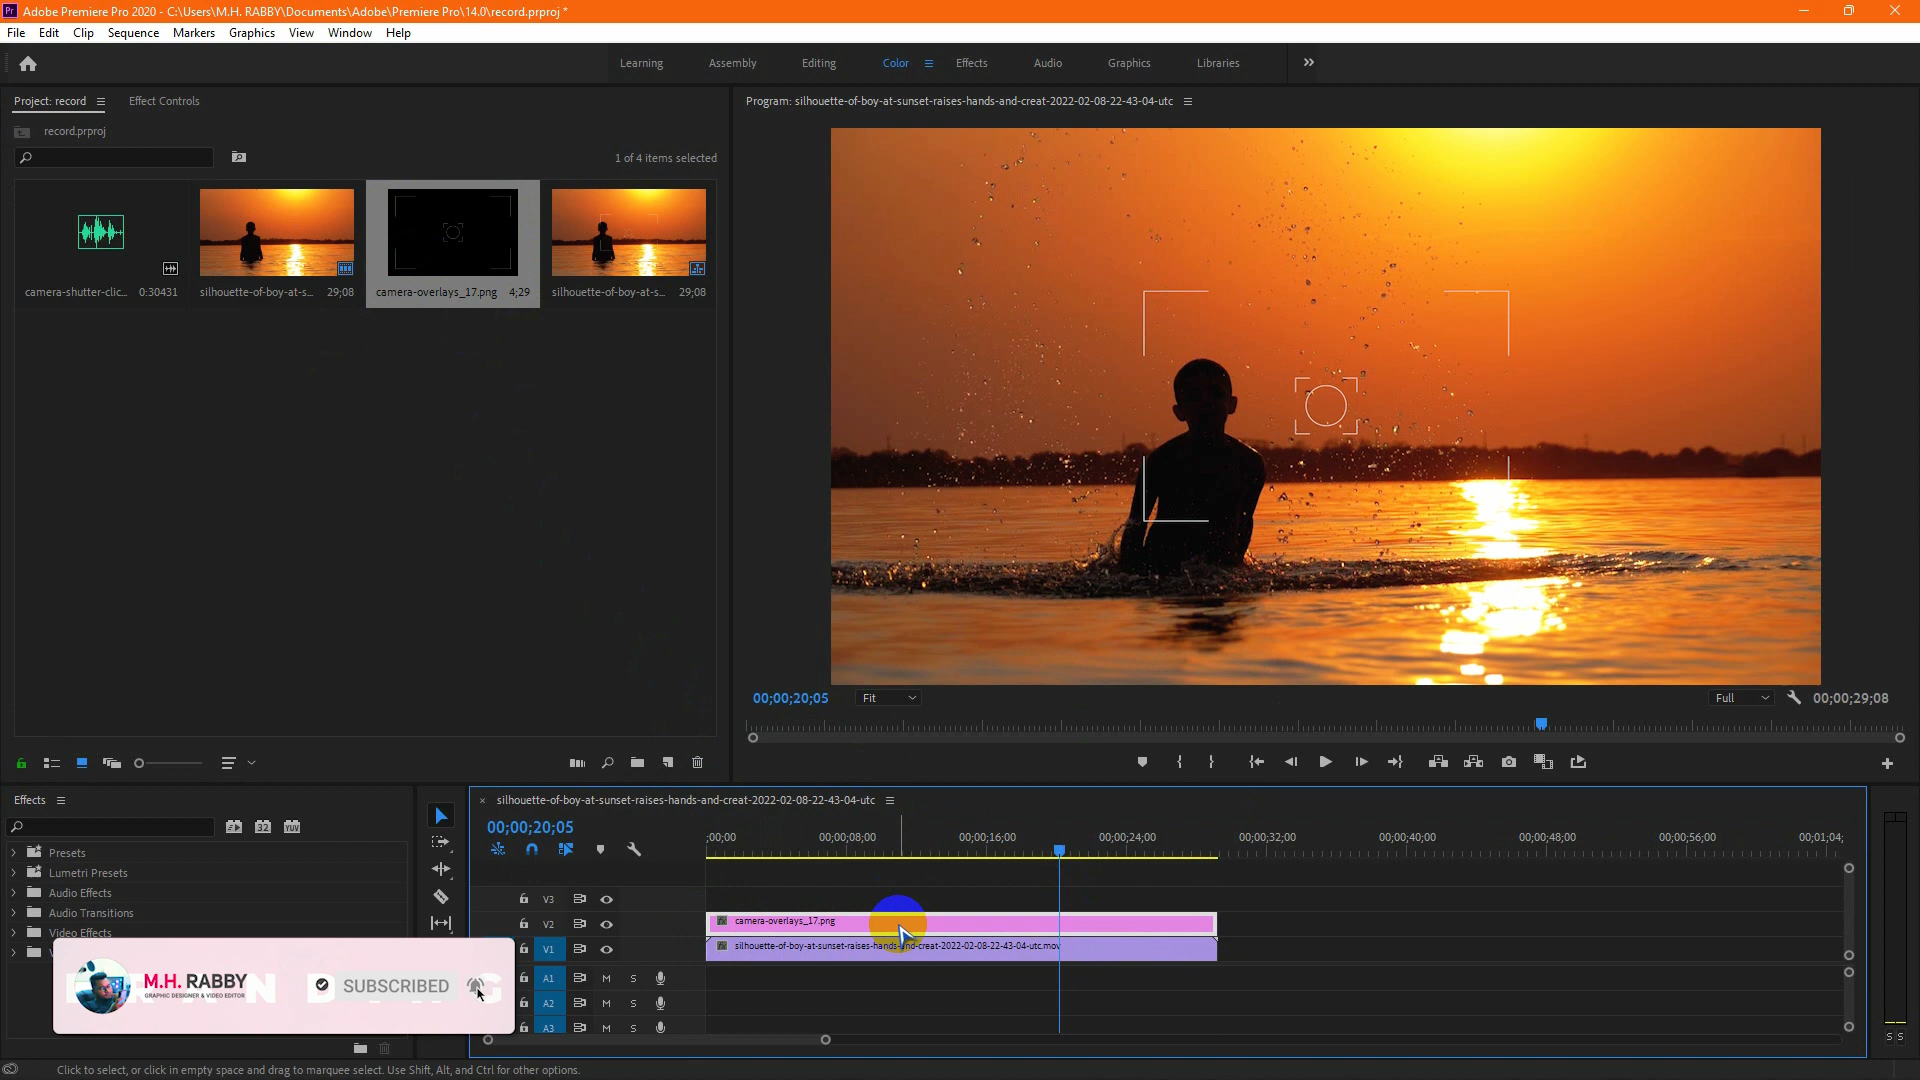 Pr Adobe Premiere Pro 2020 - C:\Users\M.H. RABBY\Documents\Adobe\Premiere Pro\14.0\record.prproj *
File Edit Clip Sequence Markers Graphics View Window Help
Learning Assembly Editing Color Effects Audio Graphics Libraries
Project: record Effect Controls
Program: silhouette-of-boy-at-sunset-raises-hands-and-creat-2022-02-08-22-43-04-utc
record.prproj
1 of 4 items selected
camera-shutter-clic... 0:30431
silhouette-of-boy-at-s... 29;08
camera-overlays_17.png 4;29
silhouette-of-boy-at-s... 29;08
00;00;20;05 Fit Full 00;00;29;08
Effects
32 YUV
Presets
Lumetri Presets
Audio Effects
Audio Transitions
Video Effects
silhouette-of-boy-at-sunset-raises-hands-and-creat-2022-02-08-22-43-04-utc
00;00;20;05
;00;00 00;00;08;00 00;00;16;00 00;00;24;00 00;00;32;00 00;00;40;00 00;00;48;00 00;00;56;00 00;01;04;
V3
V2 camera-overlays_17.png
V1 silhouette-of-boy-at-sunset-raises-hands-and-creat-2022-02-08-22-43-04-utc.mov
A1 M S
A2 M S
A3 M S
S S
M.H. RABBY
GRAPHIC DESIGNER & VIDEO EDITOR
SUBSCRIBED
Click to select, or click in empty space and drag to marquee select. Use Shift, Alt, and Ctrl for other options.